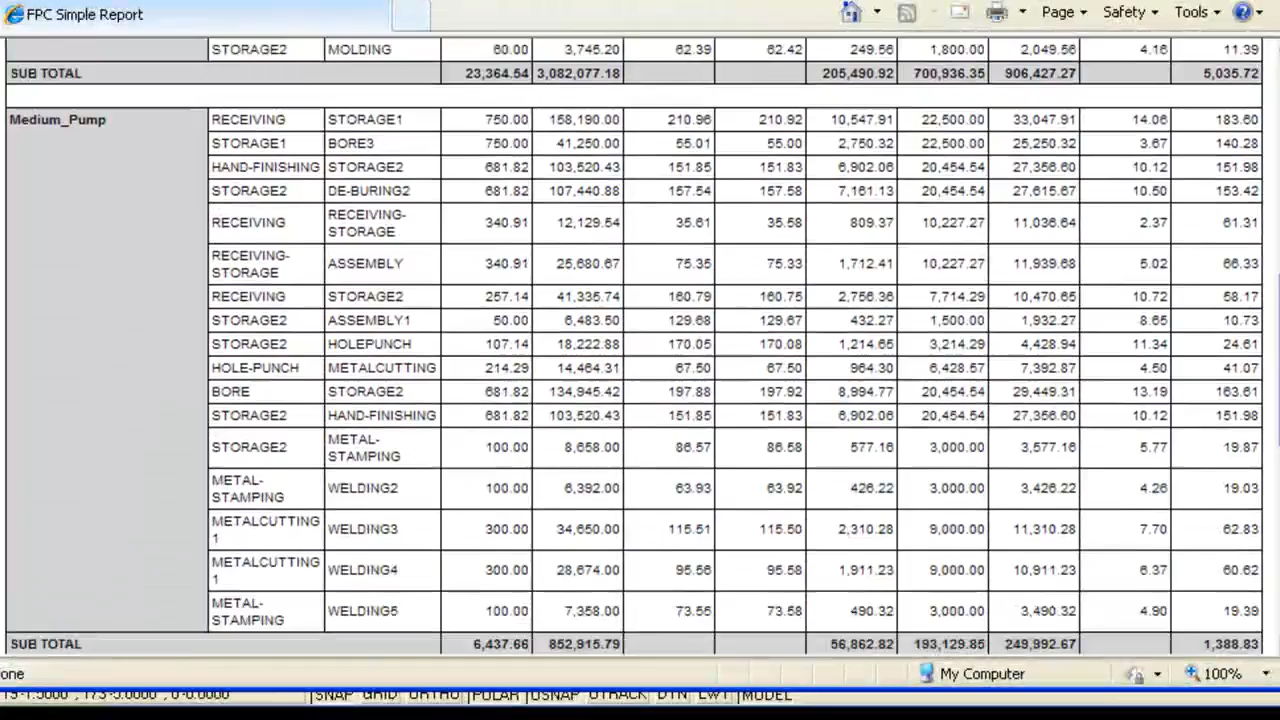 FPC Simple Report
Page
Safety
Tools
STORAGE2 MOLDING 60.00 3,745.20 62.39 62.42 249.56 1,800.00 2,049.56 4.16 11.39
SUB TOTAL 23,364.54 3,082,077.18 205,490.92 700,936.35 906,427.27 5,035.72
Medium_Pump RECEIVING STORAGE1 750.00 158,190.00 210.96 210.92 10,547.91 22,500.00 33,047.91 14.06 183.60
STORAGE1 BORE3 750.00 41,250.00 55.01 55.00 2,750.32 22,500.00 25,250.32 3.67 140.28
HAND-FINISHING STORAGE2 681.82 103,520.43 151.85 151.83 6,902.06 20,454.54 27,356.60 10.12 151.98
STORAGE2 DE-BURING2 681.82 107,440.88 157.54 157.58 7,161.13 20,454.54 27,615.67 10.50 153.42
RECEIVING RECEIVING-
STORAGE 340.91 12,129.54 35.61 35.58 809.37 10,227.27 11,036.64 2.37 61.31
RECEIVING-
STORAGE ASSEMBLY 340.91 25,680.67 75.35 75.33 1,712.41 10,227.27 11,939.68 5.02 66.33
RECEIVING STORAGE2 257.14 41,335.74 160.79 160.75 2,756.36 7,714.29 10,470.65 10.72 58.17
STORAGE2 ASSEMBLY1 50.00 6,483.50 129.68 129.67 432.27 1,500.00 1,932.27 8.65 10.73
STORAGE2 HOLEPUNCH 107.14 18,222.88 170.05 170.08 1,214.65 3,214.29 4,428.94 11.34 24.61
HOLE-PUNCH METALCUTTING 214.29 14,464.31 67.50 67.50 964.30 6,428.57 7,392.87 4.50 41.07
BORE STORAGE2 681.82 134,945.42 197.88 197.92 8,994.77 20,454.54 29,449.31 13.19 163.61
STORAGE2 HAND-FINISHING 681.82 103,520.43 151.85 151.83 6,902.06 20,454.54 27,356.60 10.12 151.98
STORAGE2 METAL-
STAMPING 100.00 8,658.00 86.57 86.58 577.16 3,000.00 3,577.16 5.77 19.87
METAL-
STAMPING WELDING2 100.00 6,392.00 63.93 63.92 426.22 3,000.00 3,426.22 4.26 19.03
METALCUTTING
1 WELDING3 300.00 34,650.00 115.51 115.50 2,310.28 9,000.00 11,310.28 7.70 62.83
METALCUTTING
1 WELDING4 300.00 28,674.00 95.56 95.58 1,911.23 9,000.00 10,911.23 6.37 60.62
METAL-
STAMPING WELDING5 100.00 7,358.00 73.55 73.58 490.32 3,000.00 3,490.32 4.90 19.39
SUB TOTAL 6,437.66 852,915.79 56,862.82 193,129.85 249,992.67 1,388.83
one
My Computer
100%
SNAP GRID ORTHO POLAR OSNAP OTRACK DYN LWT MODEL